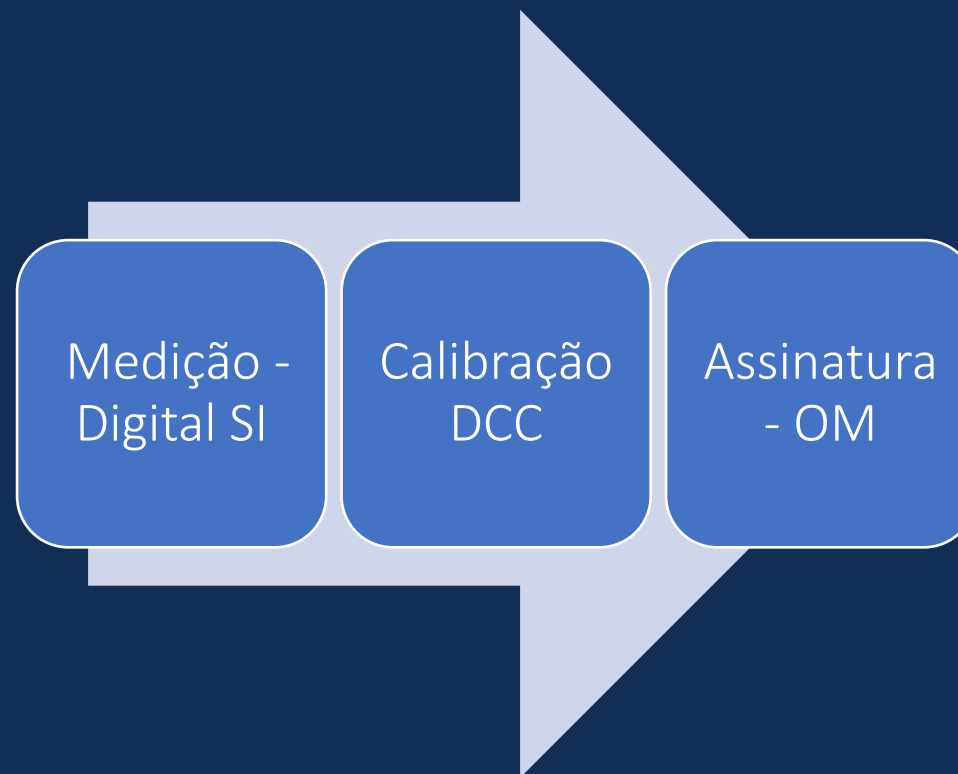 Medição -
Digital SI
Calibração
DCC
Assinatura
- OM